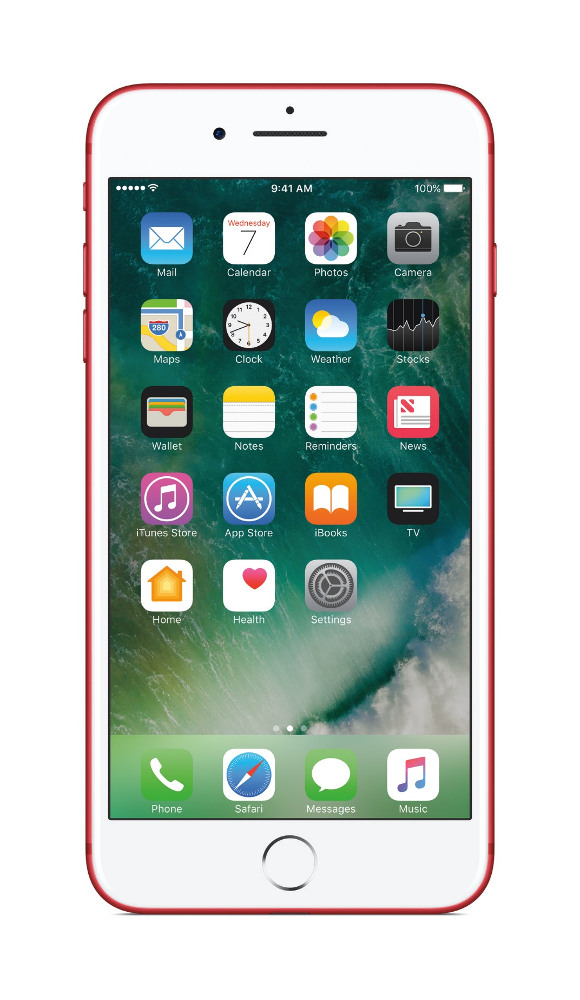 9:41 AM 100%
Wednesday
7
Mail Calendar Photos Camera
280
12
11 1
10 2
9 3
8 4
7 5
6
Maps Clock Weather Stocks
Wallet Notes Reminders News
iTunes Store App Store iBooks TV
Home Health Settings
Phone Safari Messages Music